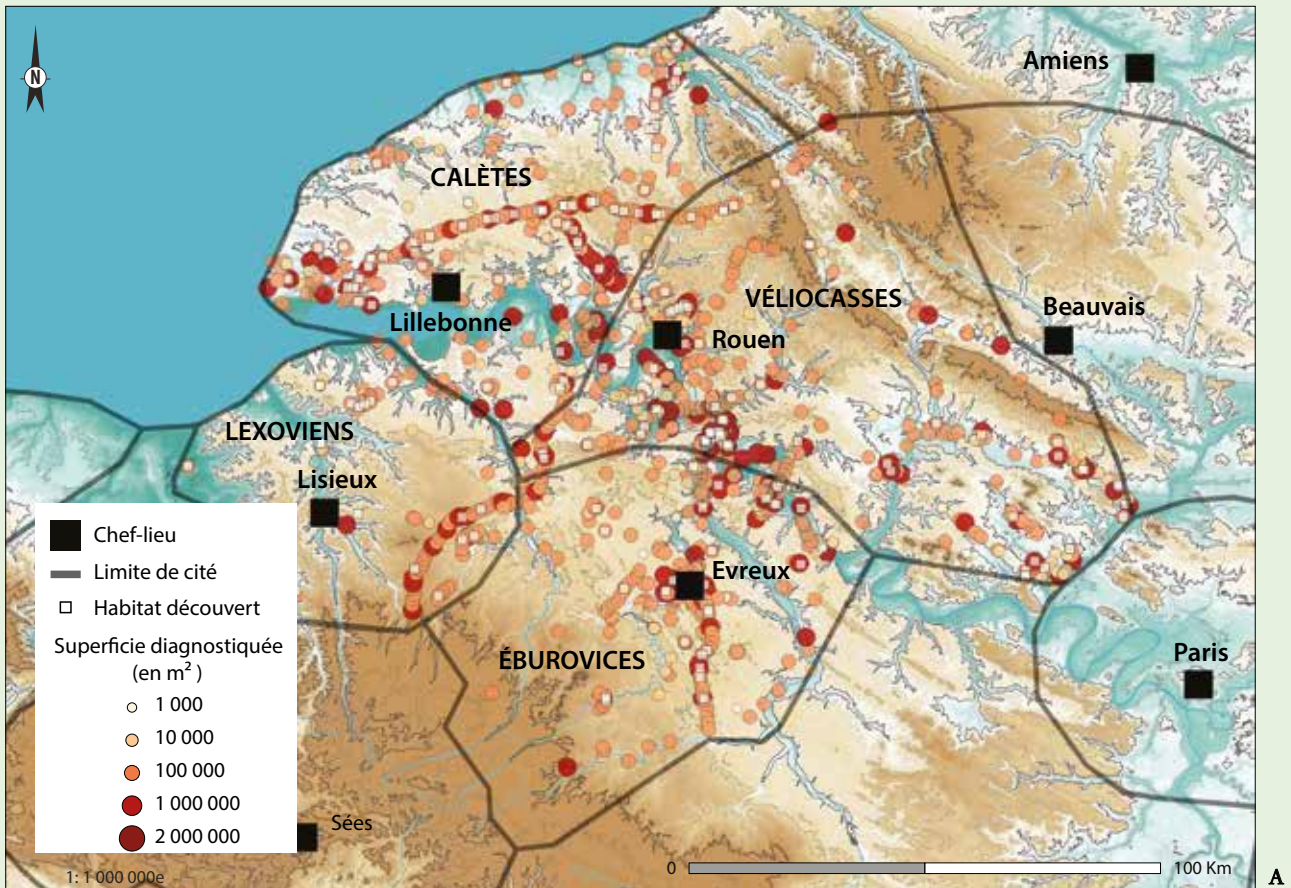 N
Amiens
CALÈTES
Lillebonne
VÉLIOCASSES
Beauvais
Rouen
LEXOVIENS
Lisieux
Evreux
ÉBUROVICES
Paris
Chef-lieu
Limite de cité
Habitat découvert
Superficie diagnostiquée
(en m²)
1 000
10 000
100 000
1 000 000
2 000 000
Sées
1: 1 000 000e
0 100 Km
A